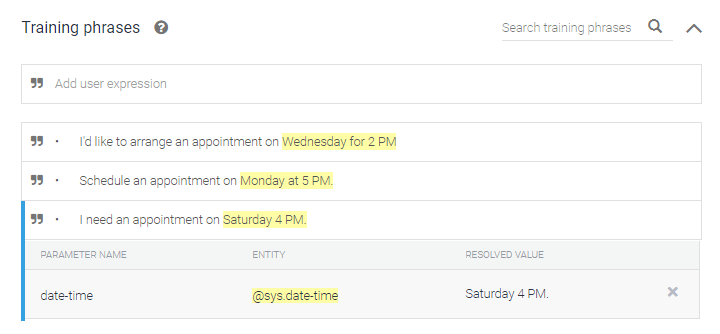 Training phrases
Search training phrases
Add user expression
• I'd like to arrange an appointment on Wednesday for 2 PM
• Schedule an appointment on Monday at 5 PM.
• I need an appointment on Saturday 4 PM.
PARAMETER NAME ENTITY RESOLVED VALUE
date-time @sys.date-time Saturday 4 PM.